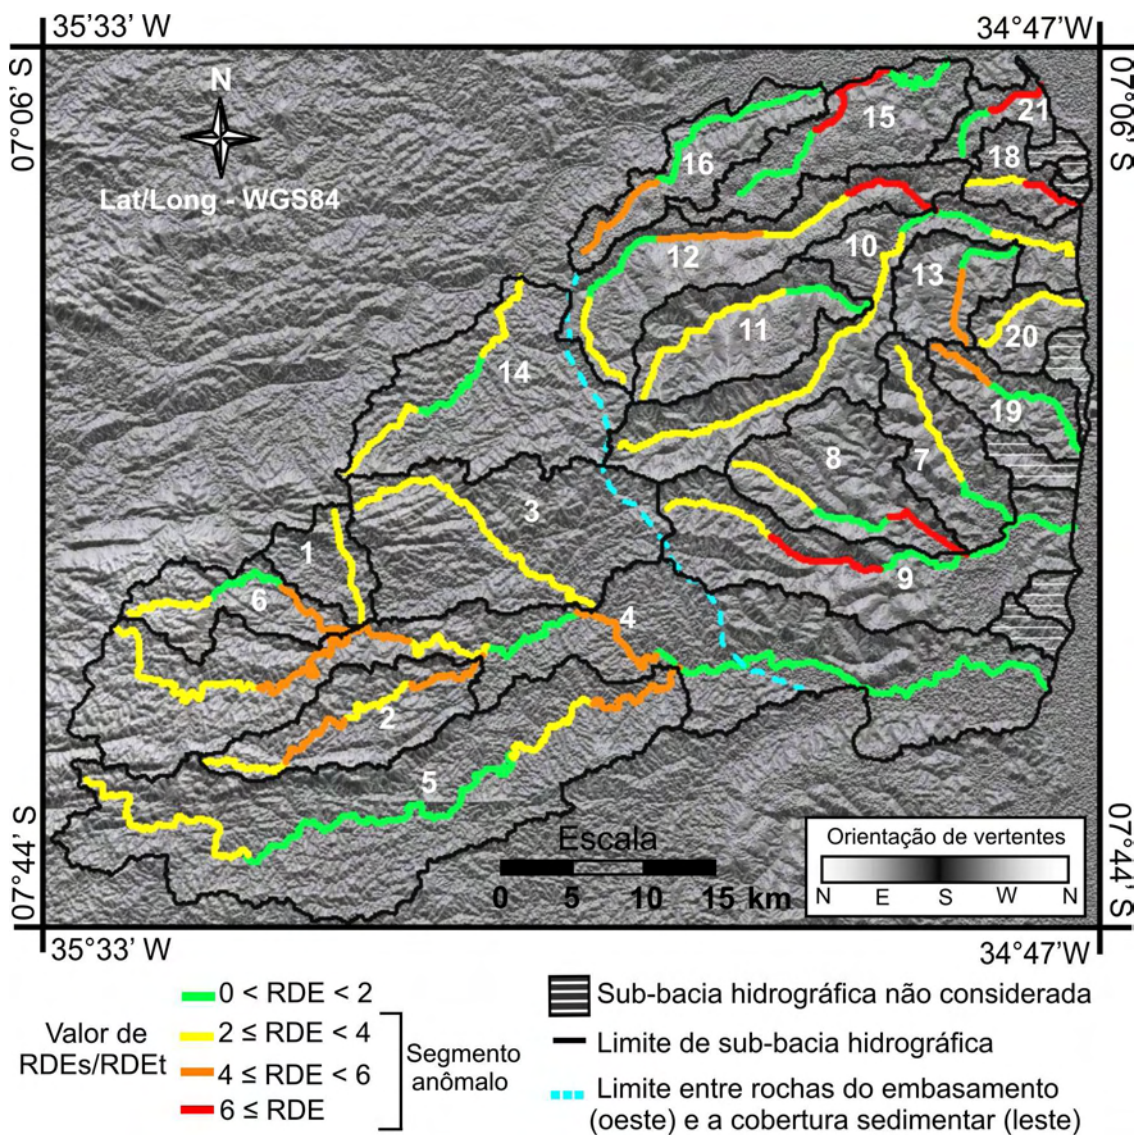 35°33' W
34°47'W
07°06' S
07°06' S
N
Lat/Long - WGS84
15
21
16
18
12
10
13
11
20
14
19
8
7
3
1
9
6
4
2
5
Escala
0 5 10 15 km
Orientação de vertentes
N E S W N
07°44' S
07°44' S
35°33' W
34°47'W
Valor de
RDEs/RDEt
0 < RDE < 2
2 ≤ RDE < 4
4 ≤ RDE < 6
6 ≤ RDE
Segmento
anômalo
Sub-bacia hidrográfica não considerada
Limite de sub-bacia hidrográfica
Limite entre rochas do embasamento
(oeste) e a cobertura sedimentar (leste)